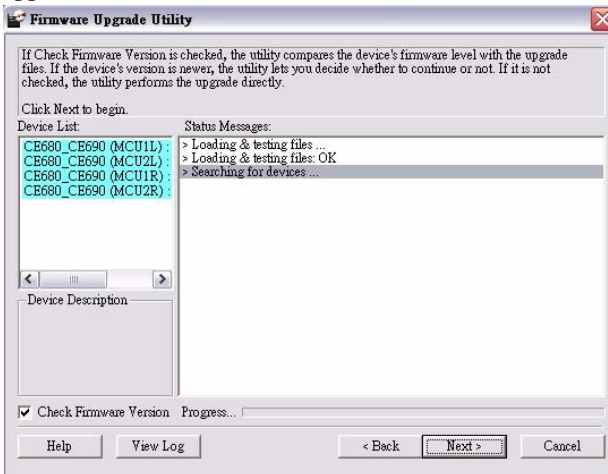 Firmware Upgrade Utility
If Check Firmware Version is checked, the utility compares the device's firmware level with the upgrade
files. If the device's version is newer, the utility lets you decide whether to continue or not. If it is not
checked, the utility performs the upgrade directly.
Click Next to begin.
Device List:
CE680_CE690 (MCU1L) :
CE680_CE690 (MCU2L) :
CE680_CE690 (MCU1R) :
CE680_CE690 (MCU2R) :
Status Messages:
> Loading & testing files ...
> Loading & testing files: OK
> Searching for devices ...
Device Description
Check Firmware Version
Progress...
Help
View Log
< Back
Next >
Cancel